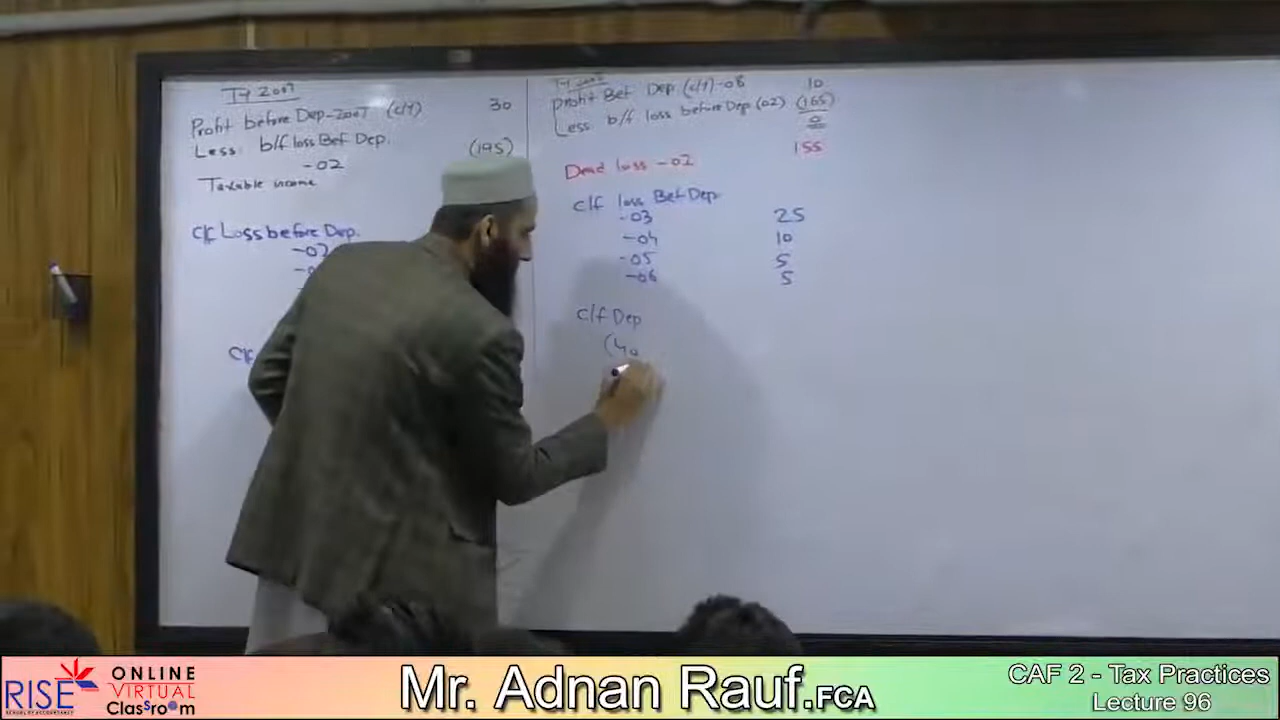 TY 2007
Profit before Dep-2007 (c/y) 30
Less: b/f loss Bef Dep.
-02 (195)
Taxable income
C/f Loss before Dep.
-02
C/f
TY 2008
Profit Bef Dep (c/y)-08 10
Less: b/f loss before Dep (02) (165)
0
Dead loss -02 155
C/f loss Bef Dep
-03 25
-04 10
-05 5
-06 5
C/f Dep
(40
RISE
ONLINE
VIRTUAL
ClasSro🖱m
Mr. Adnan Rauf.FCA
CAF 2 - Tax Practices
Lecture 96